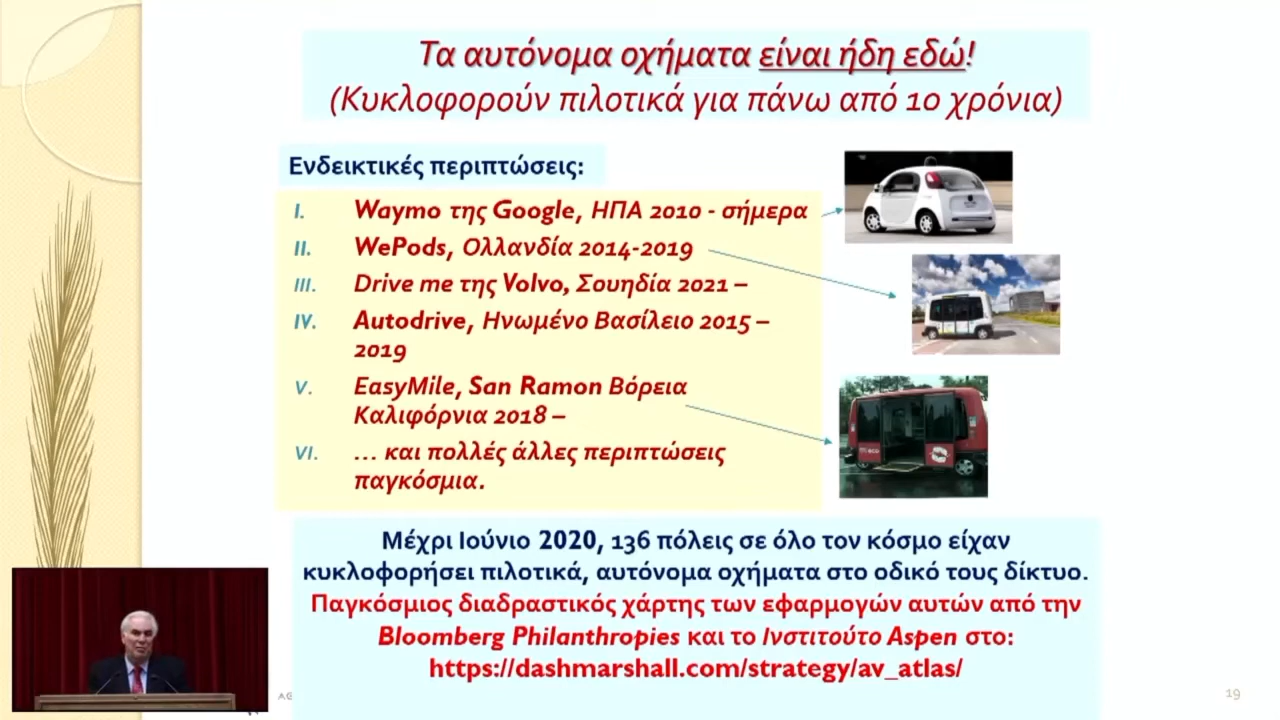 Τα αυτόνομα οχήματα είναι ήδη εδώ!
(Κυκλοφορούν πιλοτικά για πάνω από 10 χρόνια)
Ενδεικτικές περιπτώσεις:
I. Waymo της Google, ΗΠΑ 2010 - σήμερα
II. WePods, Ολλανδία 2014-2019
III. Drive me της Volvo, Σουηδία 2021 –
IV. Autodrive, Ηνωμένο Βασίλειο 2015 –
2019
V. EasyMile, San Ramon Βόρεια
Καλιφόρνια 2018 –
VI. ... και πολλές άλλες περιπτώσεις
παγκόσμια.
Μέχρι Ιούνιο 2020, 136 πόλεις σε όλο τον κόσμο είχαν
κυκλοφορήσει πιλοτικά, αυτόνομα οχήματα στο οδικό τους δίκτυο.
Παγκόσμιος διαδραστικός χάρτης των εφαρμογών αυτών από την
Bloomberg Philanthropies και το Ινστιτούτο Aspen στο:
https://dashmarshall.com/strategy/av_atlas/
19